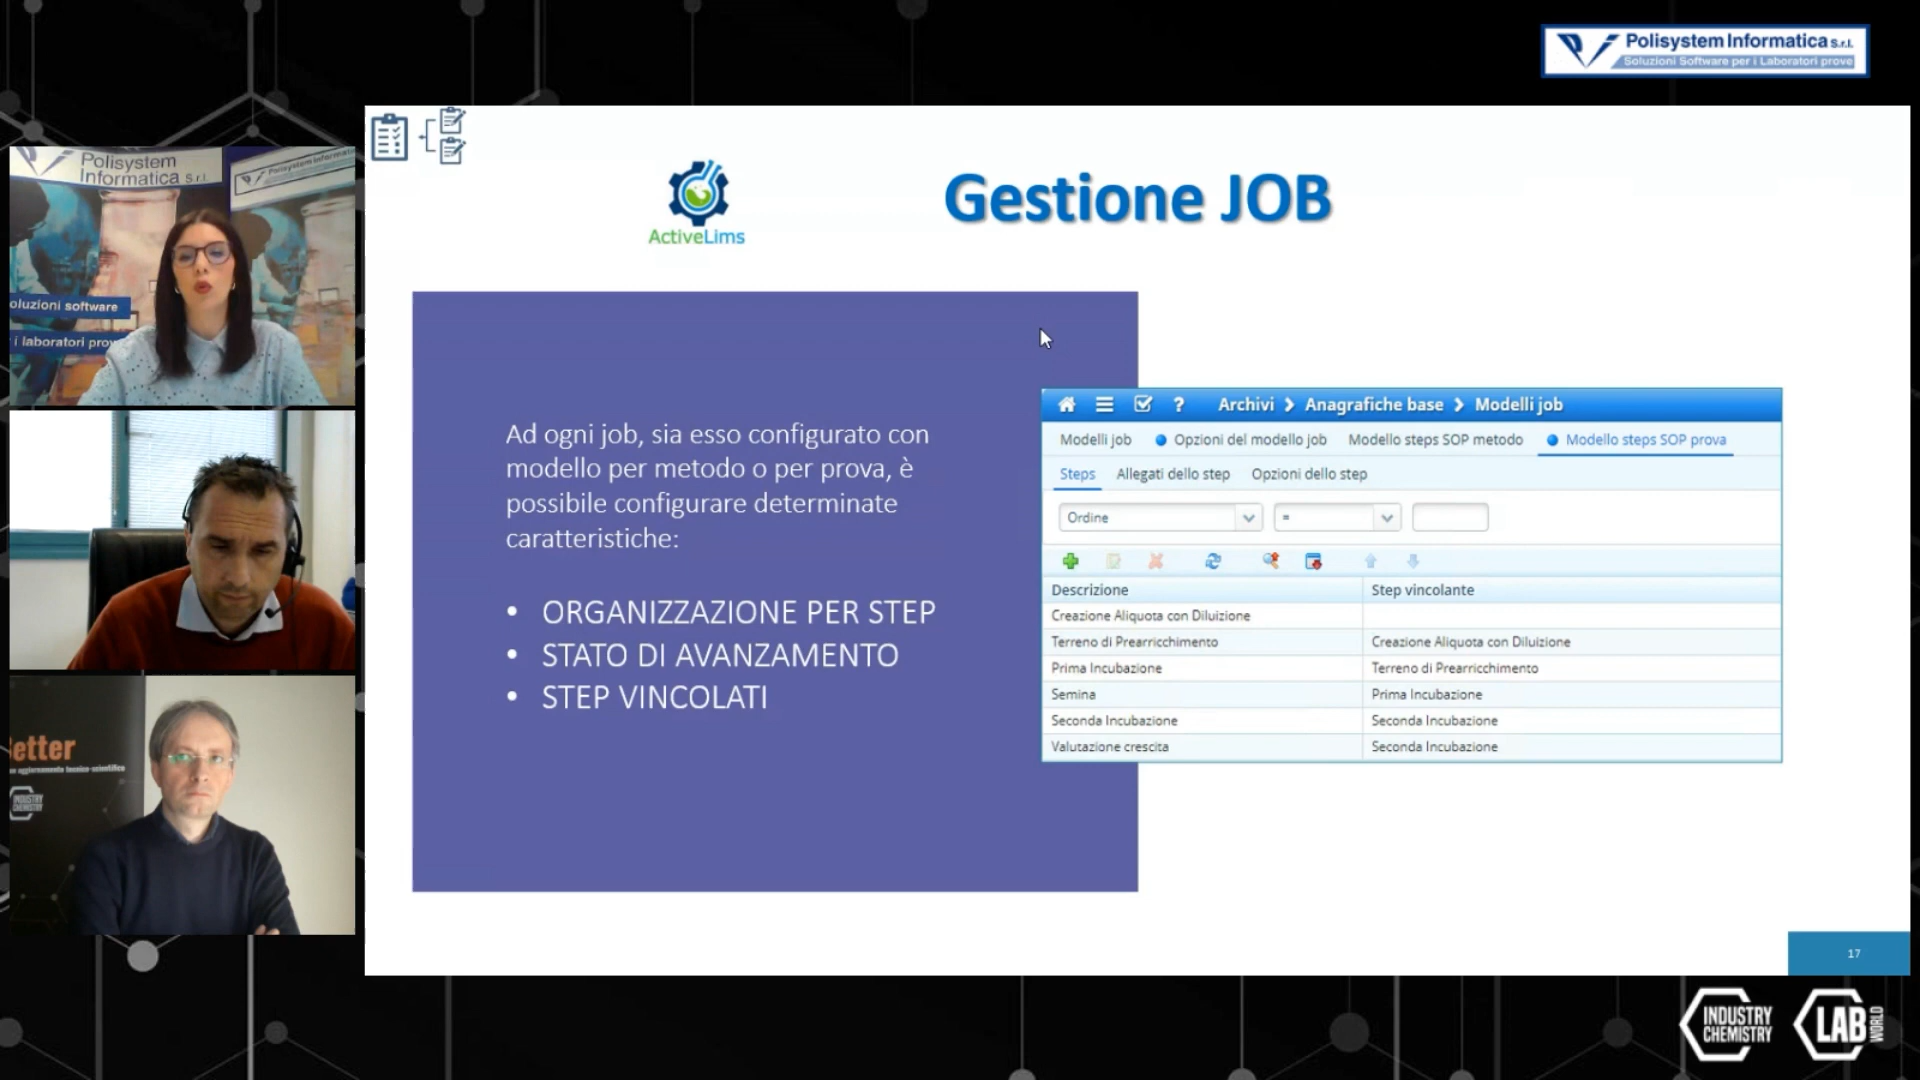 Polisystem Informatica S.r.l.
Soluzioni Software per i Laboratori prove
Polisystem
Informatica S.r.l.
oluzioni software
i laboratori prov
etter
INDUSTRY
CHEMISTRY
ActiveLims
Gestione JOB
Ad ogni job, sia esso configurato con
modello per metodo o per prova, è
possibile configurare determinate
caratteristiche:
• ORGANIZZAZIONE PER STEP
• STATO DI AVANZAMENTO
• STEP VINCOLATI
? Archivi > Anagrafiche base > Modelli job
Modelli job Opzioni del modello job Modello steps SOP metodo Modello steps SOP prova
Steps Allegati dello step Opzioni dello step
Ordine =
Descrizione Step vincolante
Creazione Aliquota con Diluizione
Terreno di Prearricchimento Creazione Aliquota con Diluizione
Prima Incubazione Terreno di Prearricchimento
Semina Prima Incubazione
Seconda Incubazione Seconda Incubazione
Valutazione crescita Seconda Incubazione
17
INDUSTRY
CHEMISTRY
LAB
WORLD